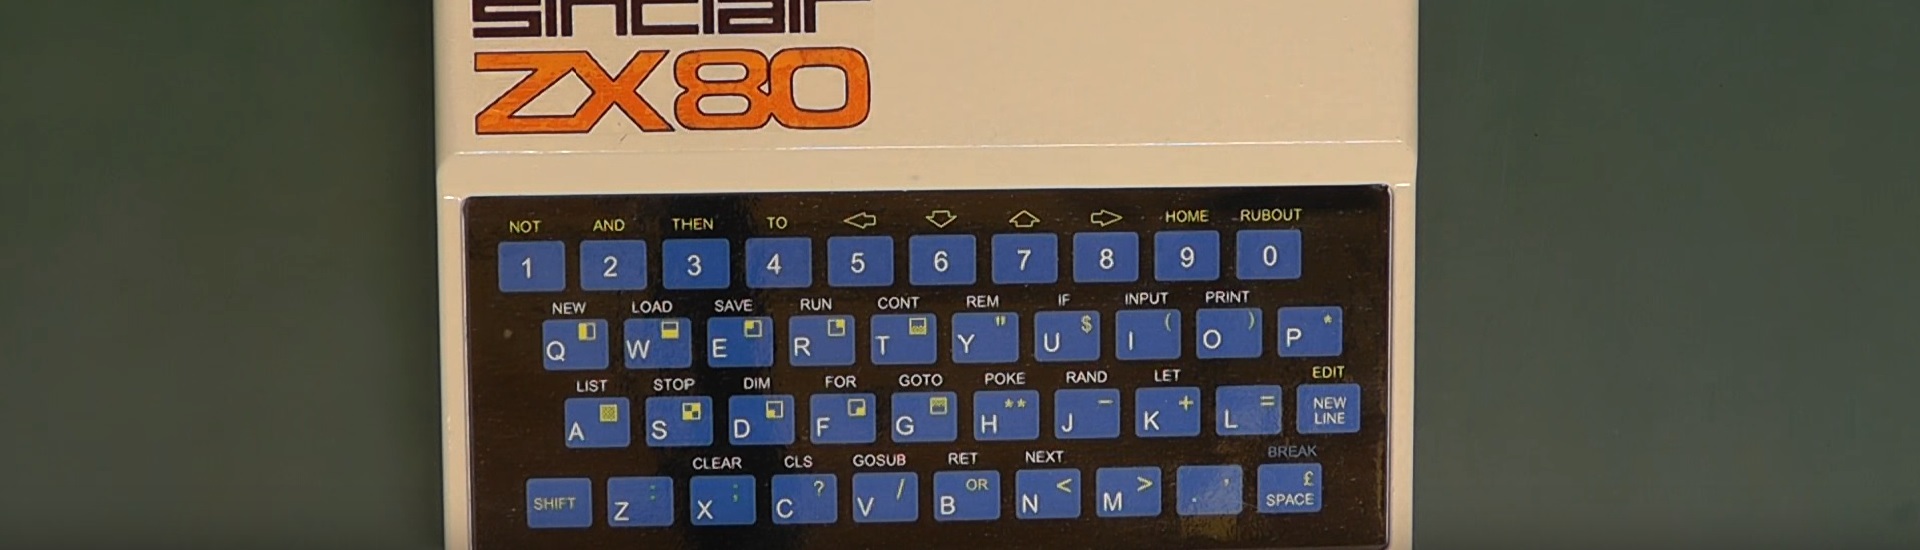 sinclair
ZX80
NOT AND THEN TO HOME RUBOUT
1 2 3 4 5 6 7 8 9 0
NEW LOAD SAVE RUN CONT REM IF INPUT PRINT
Q W E R T Y " U $ I ( O ) P *
LIST STOP DIM FOR GOTO POKE RAND LET EDIT
A S D F G H ** J − K + L = NEW LINE
CLEAR CLS GOSUB RET NEXT BREAK
SHIFT Z : X ; C ? V / B OR N < M > . , £ SPACE